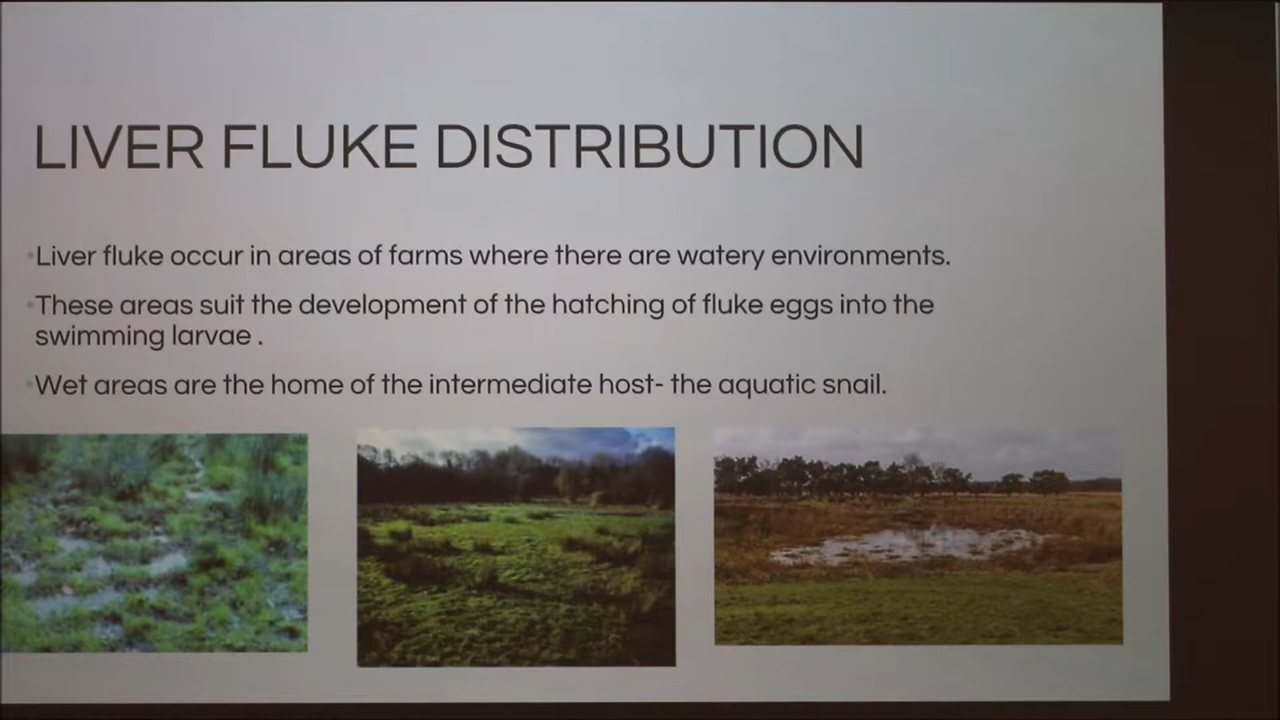 LIVER FLUKE DISTRIBUTION
•Liver fluke occur in areas of farms where there are watery environments.
•These areas suit the development of the hatching of fluke eggs into the
swimming larvae .
•Wet areas are the home of the intermediate host- the aquatic snail.